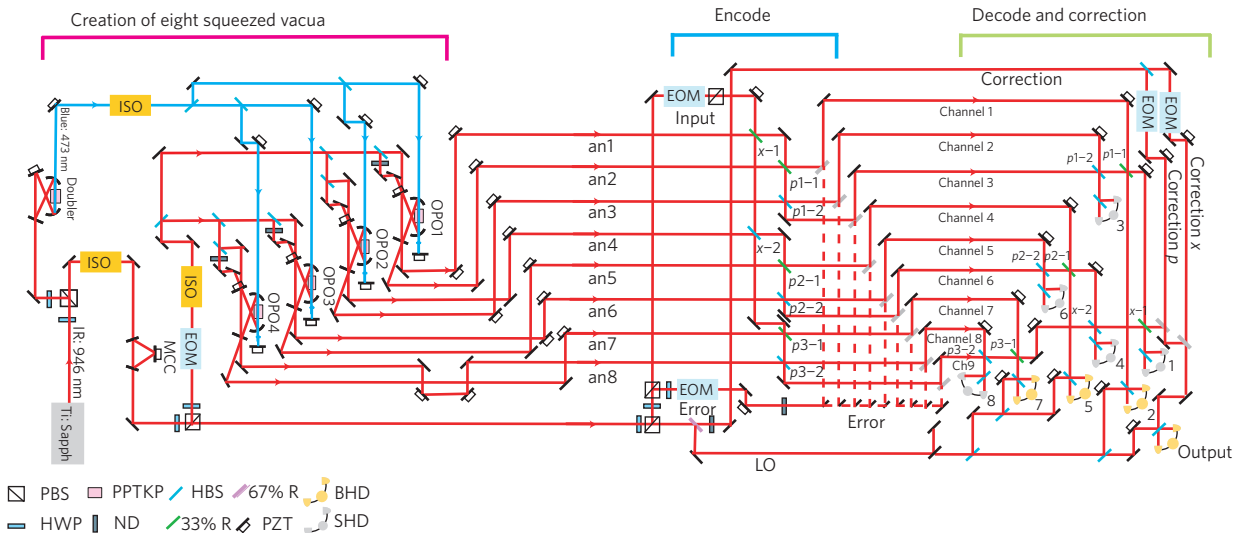 Creation of eight squeezed vacua
Encode
Decode and correction
ISO
Blue: 473 nm
Doubler
EOM
Input
Correction
Channel 1
EOM
EOM
an1
x–1
Channel 2
p1–2
p1–1
an2
p1–1
Channel 3
Correction p
Correction x
OPO1
an3
p1–2
3
OPO2
an4
x–2
Channel 4
ISO
ISO
OPO3
an5
p2–1
Channel 5
p2–2
p2–1
OPO4
an6
p2–2
Channel 6
6
IR: 946 nm
EOM
MCC
an7
p3–1
Channel 7
x–2
x–1
Channel 8
p3–2
p3–1
4
1
an8
p3–2
Ch9
8
7
5
2
EOM
Error
Error
Ti: Sapph
LO
Output
PBS
PPTKP
HBS
67% R
BHD
HWP
ND
33% R
PZT
SHD